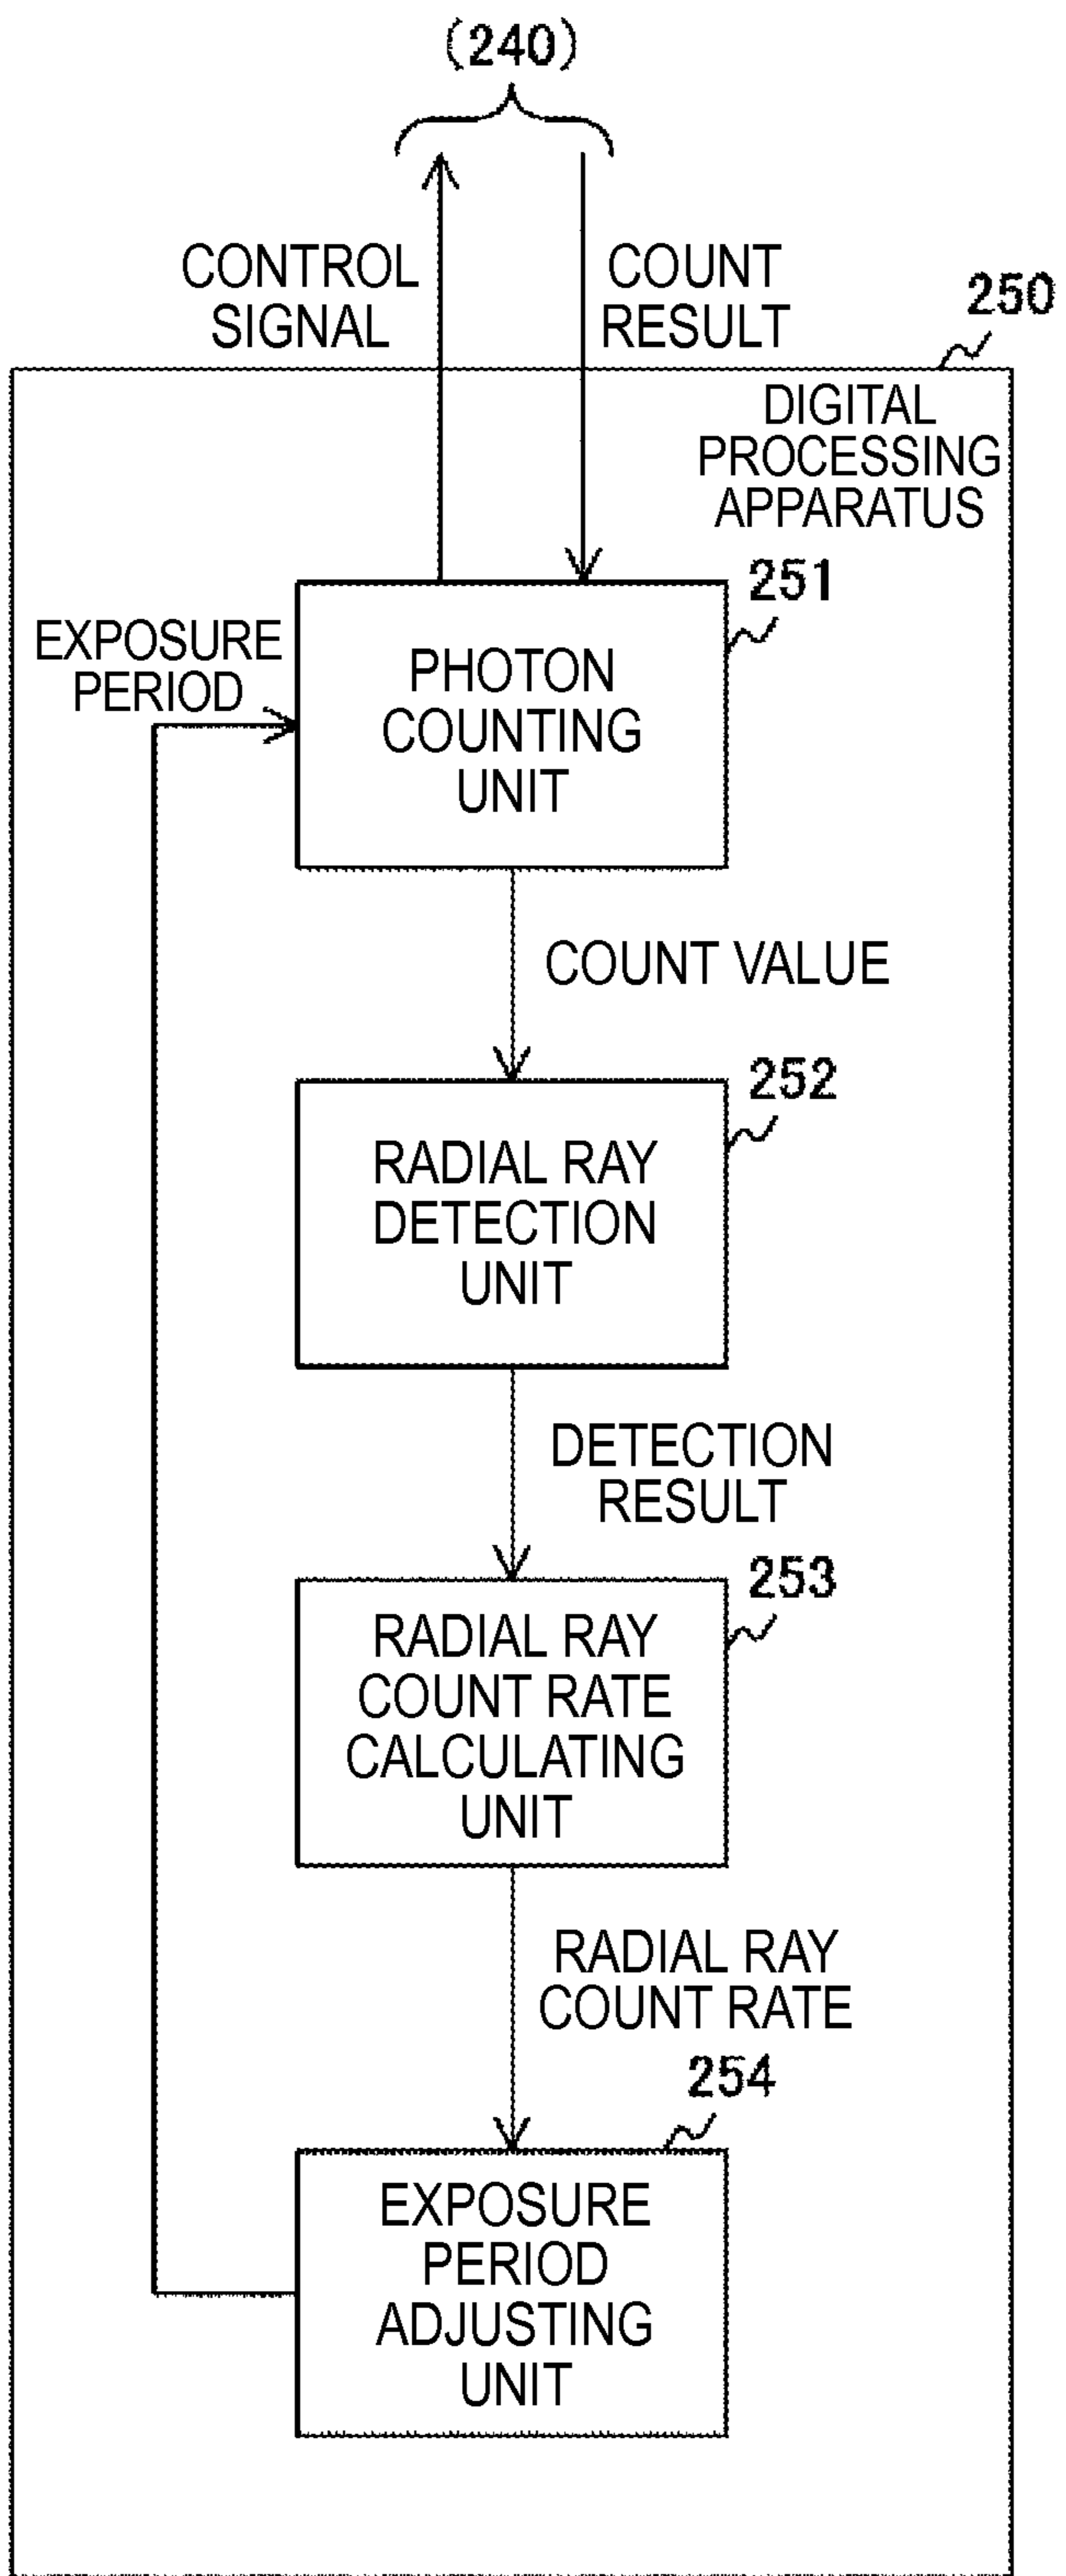 (240)
CONTROL
SIGNAL
COUNT
RESULT
250
DIGITAL
PROCESSING
APPARATUS
251
EXPOSURE
PERIOD
PHOTON
COUNTING
UNIT
COUNT VALUE
252
RADIAL RAY
DETECTION
UNIT
DETECTION
RESULT
253
RADIAL RAY
COUNT RATE
CALCULATING
UNIT
RADIAL RAY
COUNT RATE
254
EXPOSURE
PERIOD
ADJUSTING
UNIT